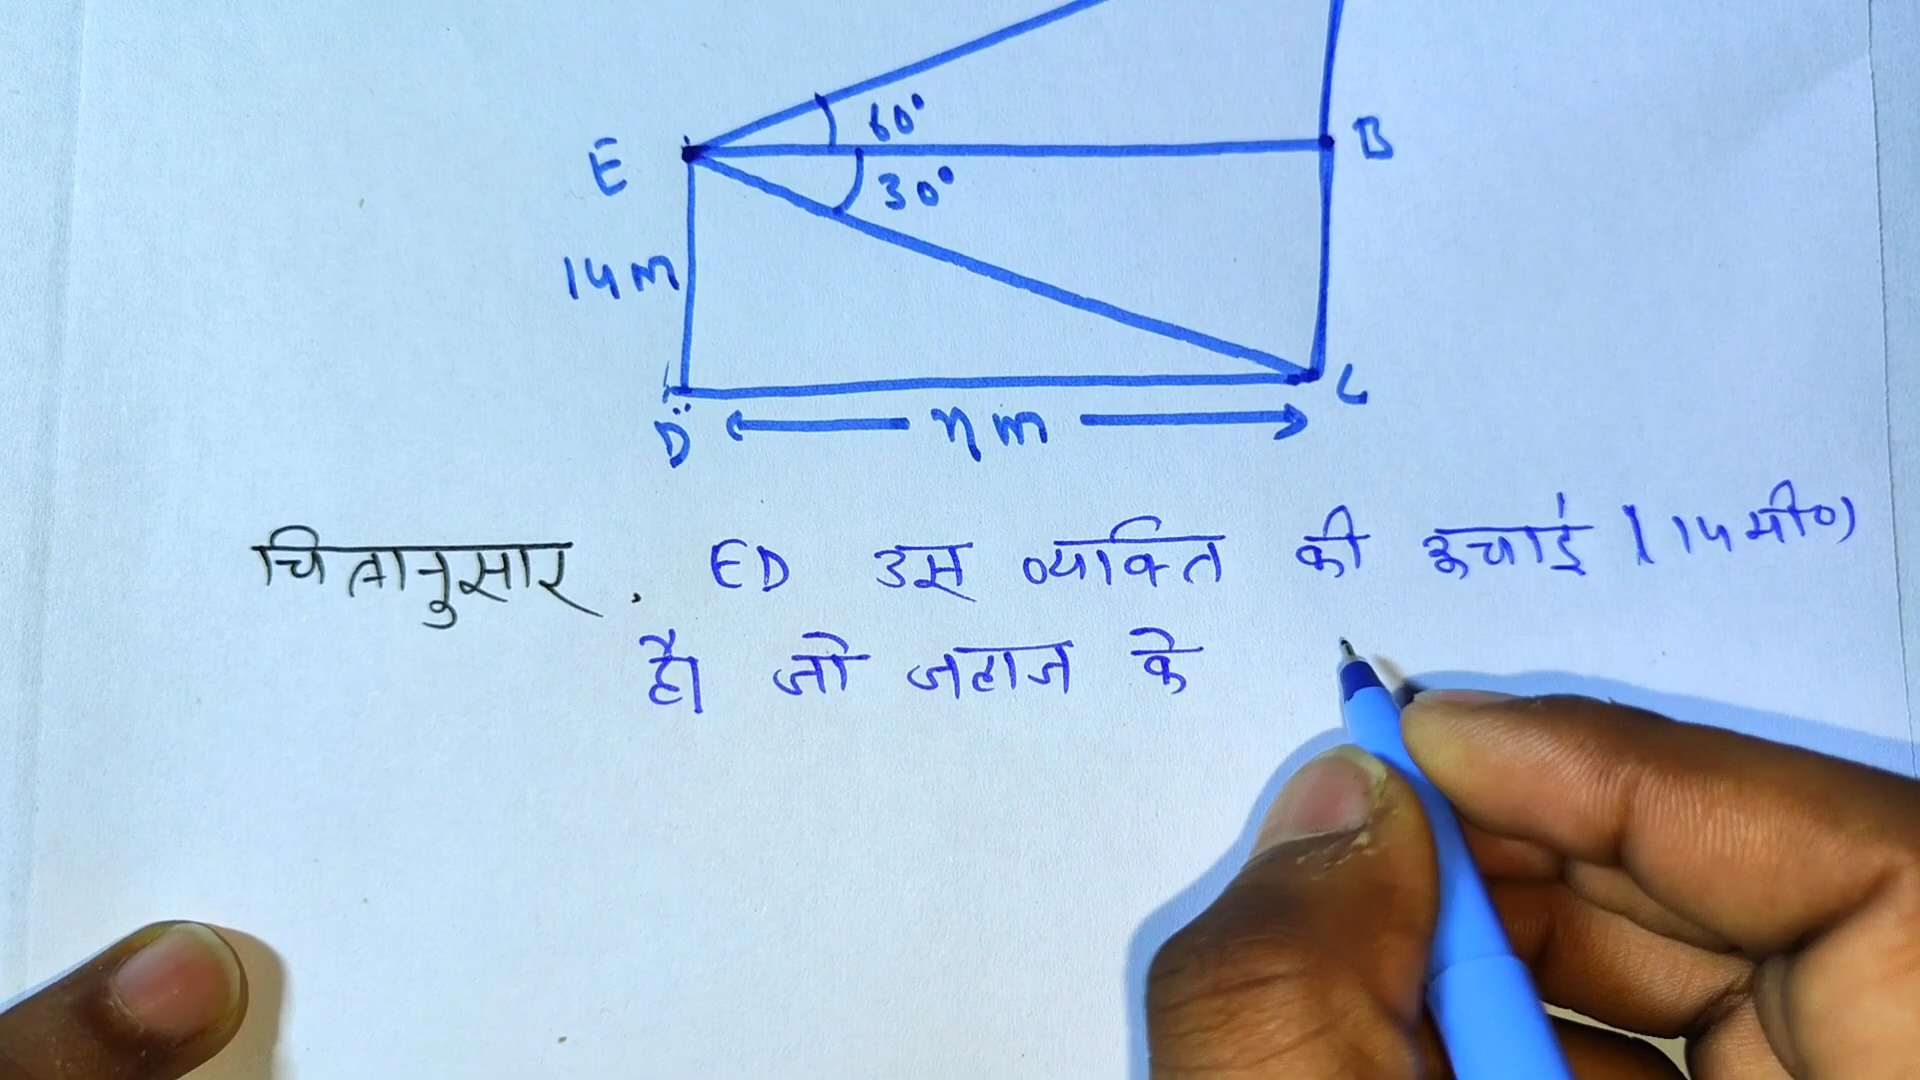 60°
E
B
30°
14m
C
D
x m
चित्रानुसार, ED उस व्यक्ति की ऊचाई (14 मी०)
है। जो जहाज के